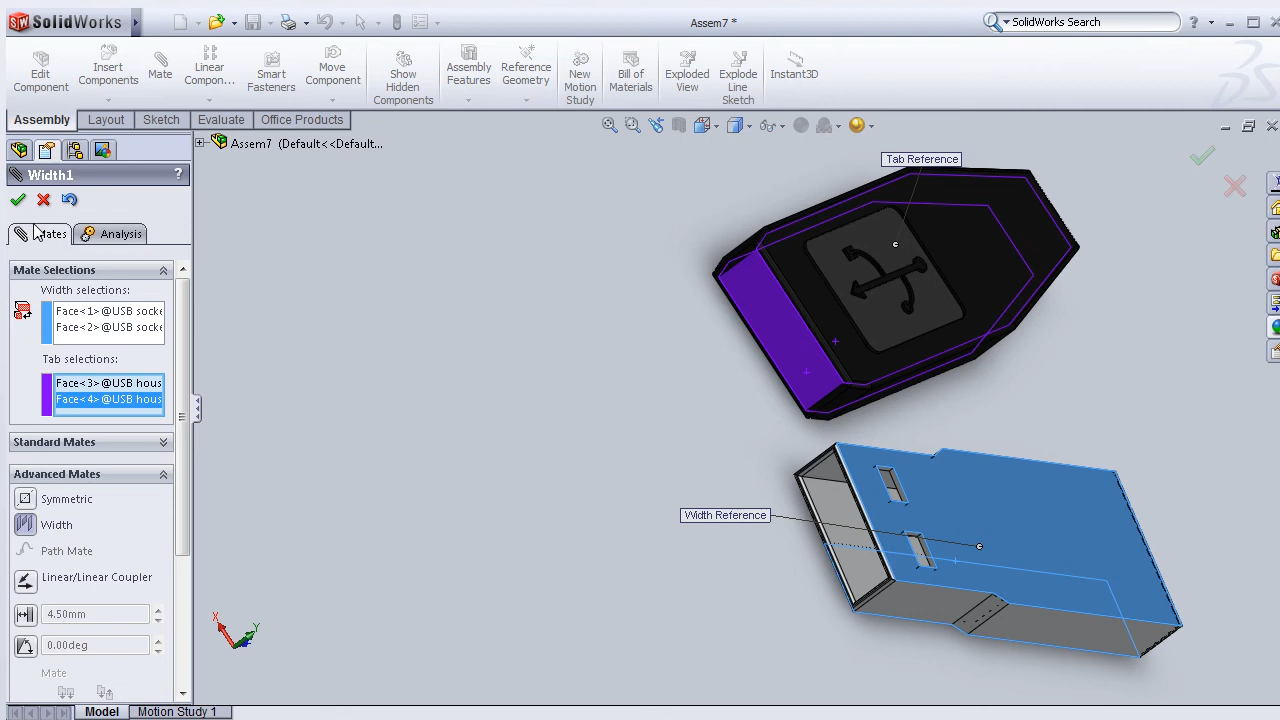 SolidWorks
Assem7 *
SolidWorks Search
Edit Component
Insert Components
Mate
Linear Compon...
Smart Fasteners
Move Component
Show Hidden Components
Assembly Features
Reference Geometry
New Motion Study
Bill of Materials
Exploded View
Explode Line Sketch
Instant3D
Assembly
Layout
Sketch
Evaluate
Office Products
Assem7 (Default<<Default...
Width1
?
Mates
Analysis
Mate Selections
Width selections:
Face<1>@USB socke
Face<2>@USB socke
Tab selections:
Face<3>@USB hous
Face<4>@USB hous
Standard Mates
Advanced Mates
Symmetric
Width
Path Mate
Linear/Linear Coupler
4.50mm
0.00deg
Mate
Tab Reference
Width Reference
X
Y
Model
Motion Study 1